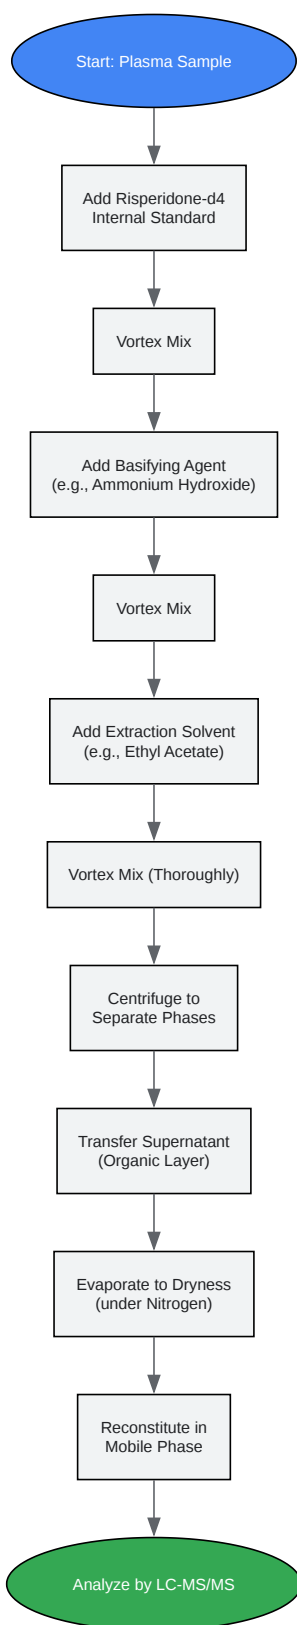 Start: Plasma Sample
Add Risperidone-d4
Internal Standard
Vortex Mix
Add Basifying Agent
(e.g., Ammonium Hydroxide)
Vortex Mix
Add Extraction Solvent
(e.g., Ethyl Acetate)
Vortex Mix (Thoroughly)
Centrifuge to
Separate Phases
Transfer Supernatant
(Organic Layer)
Evaporate to Dryness
(under Nitrogen)
Reconstitute in
Mobile Phase
Analyze by LC-MS/MS